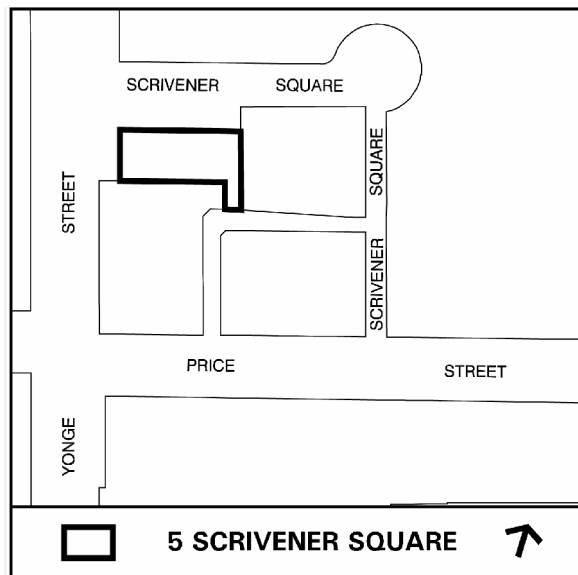 SCRIVENER SQUARE
SQUARE
STREET
SCRIVENER
PRICE STREET
YONGE
5 SCRIVENER SQUARE